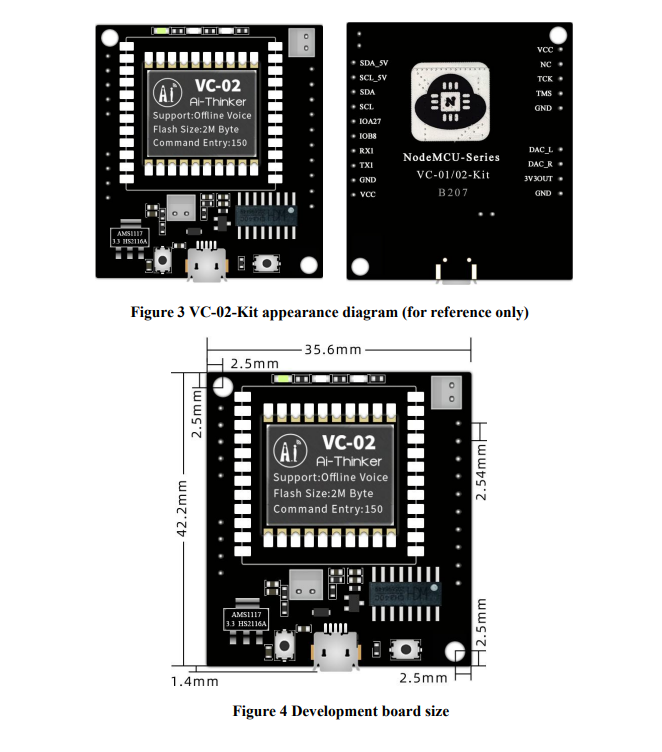 Ai
VC-02
Ai-Thinker
Support:Offline Voice
Flash Size:2M Byte
Command Entry:150
AMS1117
3.3 HS2116A
SDA_5V
SCL_5V
SDA
SCL
IOA27
IOB8
RX1
TX1
GND
VCC
VCC
NC
TCK
TMS
GND
DAC_L
DAC_R
3V3OUT
GND
N
NodeMCU-Series
VC-01/02-Kit
B207
Figure 3 VC-02-Kit appearance diagram (for reference only)
35.6mm
2.5mm
2.5mm
42.2mm
Ai
VC-02
Ai-Thinker
Support:Offline Voice
Flash Size:2M Byte
Command Entry:150
2.54mm
AMS1117
3.3 HS2116A
2.5mm
1.4mm
2.5mm
Figure 4 Development board size